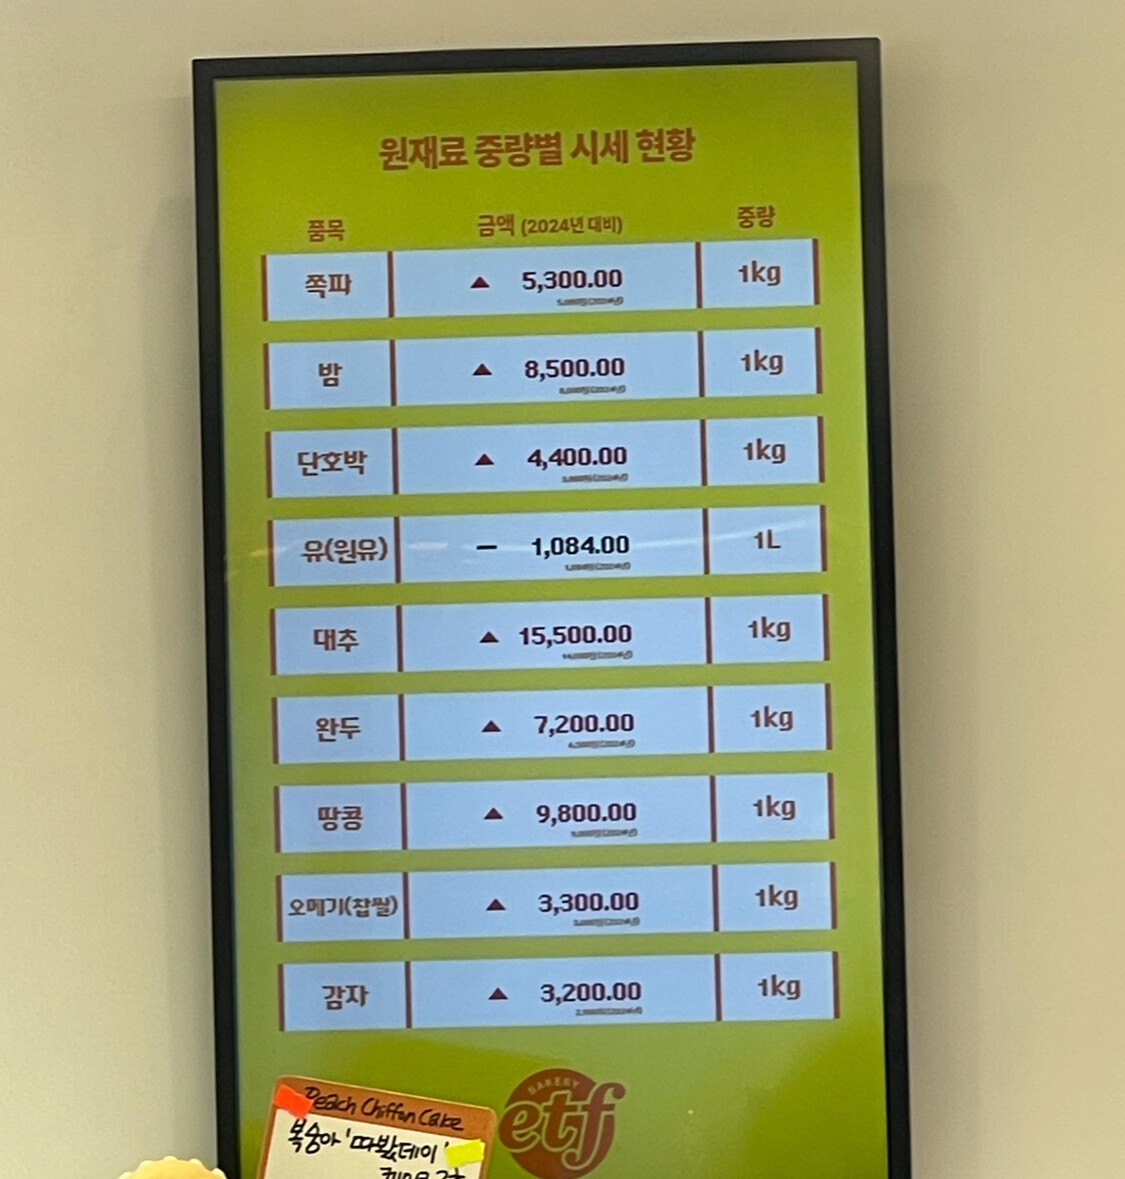 원재료 중량별 시세 현황
품목 금액 (2024년 대비) 중량
쪽파 ▲ 5,300.00 1kg
밤 ▲ 8,500.00 1kg
단호박 ▲ 4,400.00 1kg
유(원유) - 1,084.00 1L
대추 ▲ 15,500.00 1kg
완두 ▲ 7,200.00 1kg
땅콩 ▲ 9,800.00 1kg
오메기(찹쌀) ▲ 3,300.00 1kg
감자 ▲ 3,200.00 1kg
BAKERY
etf
Peach Chiffon Cake
복숭아 '따봤데이'